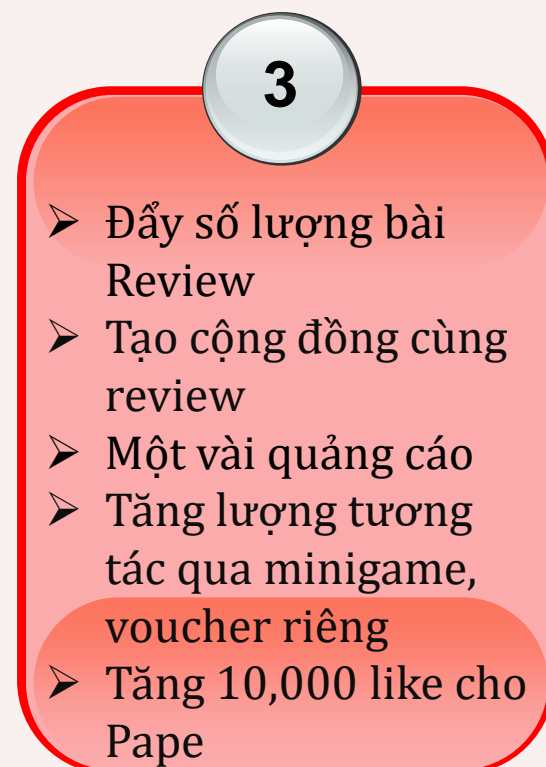 3
➢ Đẩy số lượng bài
Review
➢ Tạo cộng đồng cùng
review
➢ Một vài quảng cáo
➢ Tăng lượng tương
tác qua minigame,
voucher riêng
➢ Tăng 10,000 like cho
Pape